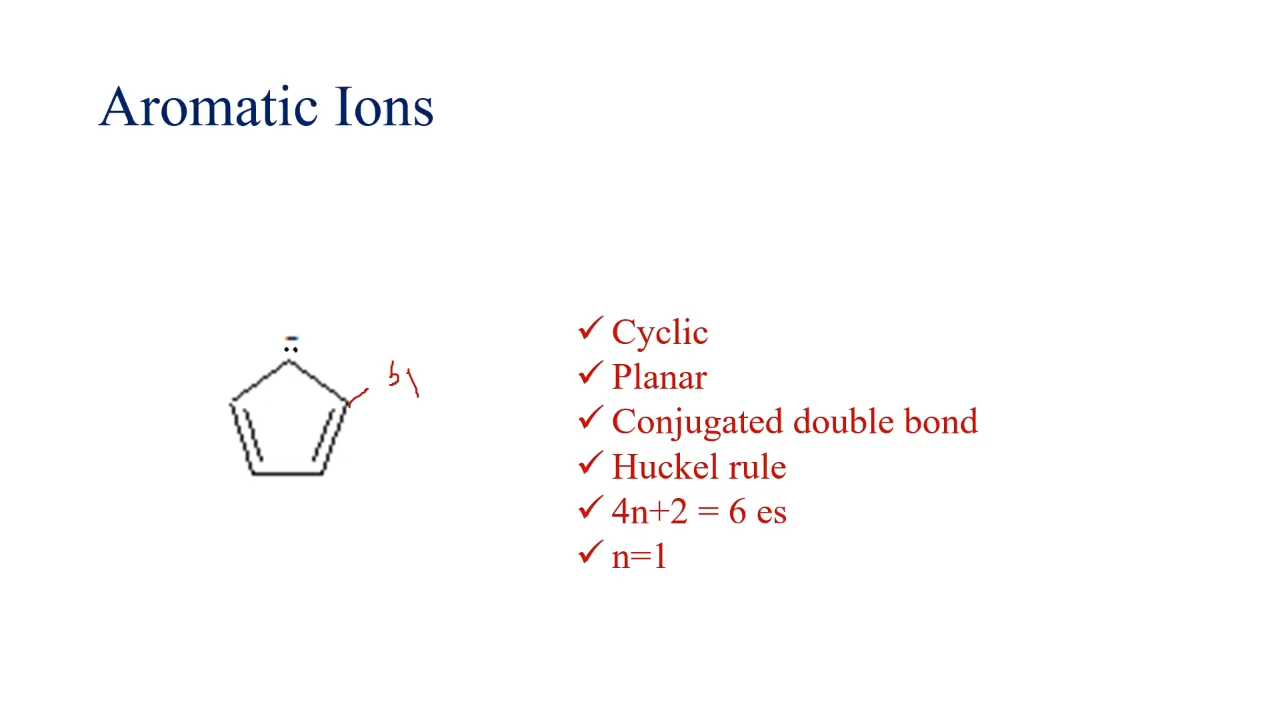 Aromatic Ions
✓ Cyclic
✓ Planar
✓ Conjugated double bond
✓ Huckel rule
✓ 4n+2 = 6 es
✓ n=1